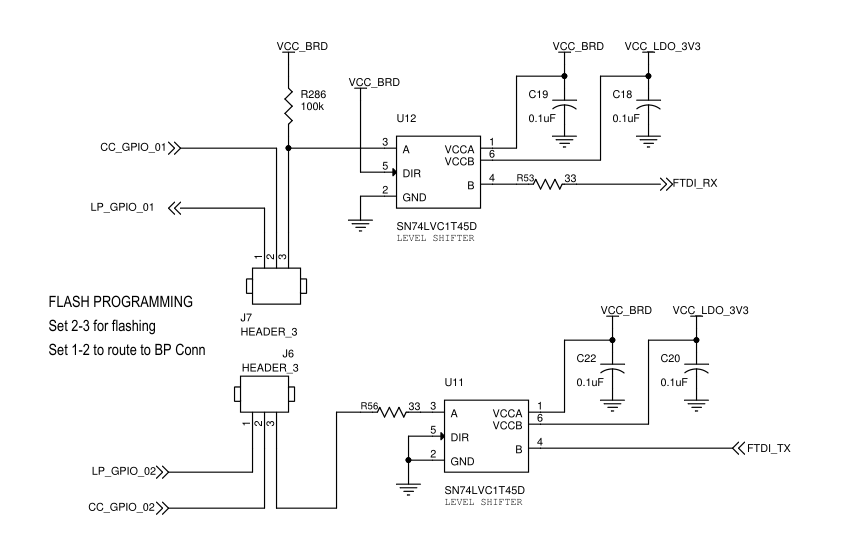 VCC_BRD
VCC_BRD
VCC_LDO_3V3
R286
100k
VCC_BRD
C19
0.1uF
C18
0.1uF
U12
CC_GPIO_01
3 A VCCA 1
VCCB 6
5 DIR
B 4 R53 33 FTDI_RX
2 GND
LP_GPIO_01
SN74LVC1T45D
LEVEL SHIFTER
1 2 3
FLASH PROGRAMMING
Set 2-3 for flashing
Set 1-2 to route to BP Conn
J7
HEADER_3
J6
HEADER_3
VCC_BRD
VCC_LDO_3V3
C22
0.1uF
C20
0.1uF
U11
1 2 3
R56 33 3 A VCCA 1
VCCB 6
5 DIR
B 4 FTDI_TX
2 GND
LP_GPIO_02
CC_GPIO_02
SN74LVC1T45D
LEVEL SHIFTER